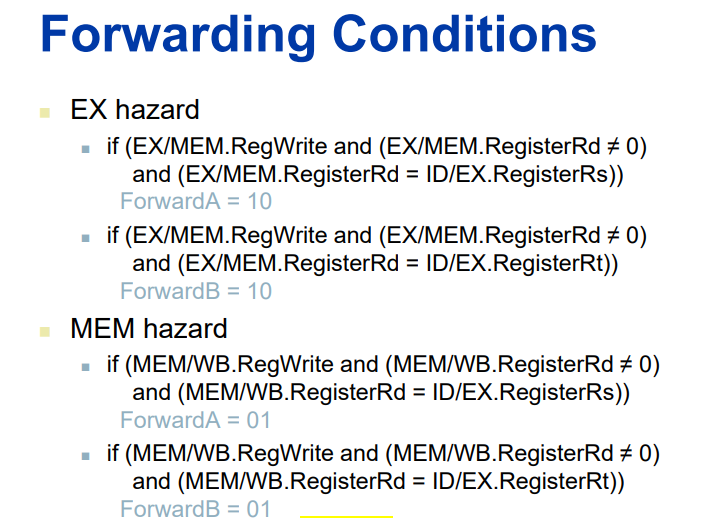 Forwarding Conditions
EX hazard
if (EX/MEM.RegWrite and (EX/MEM.RegisterRd ≠ 0)
and (EX/MEM.RegisterRd = ID/EX.RegisterRs))
ForwardA = 10
if (EX/MEM.RegWrite and (EX/MEM.RegisterRd ≠ 0)
and (EX/MEM.RegisterRd = ID/EX.RegisterRt))
ForwardB = 10
MEM hazard
if (MEM/WB.RegWrite and (MEM/WB.RegisterRd ≠ 0)
and (MEM/WB.RegisterRd = ID/EX.RegisterRs))
ForwardA = 01
if (MEM/WB.RegWrite and (MEM/WB.RegisterRd ≠ 0)
and (MEM/WB.RegisterRd = ID/EX.RegisterRt))
ForwardB = 01